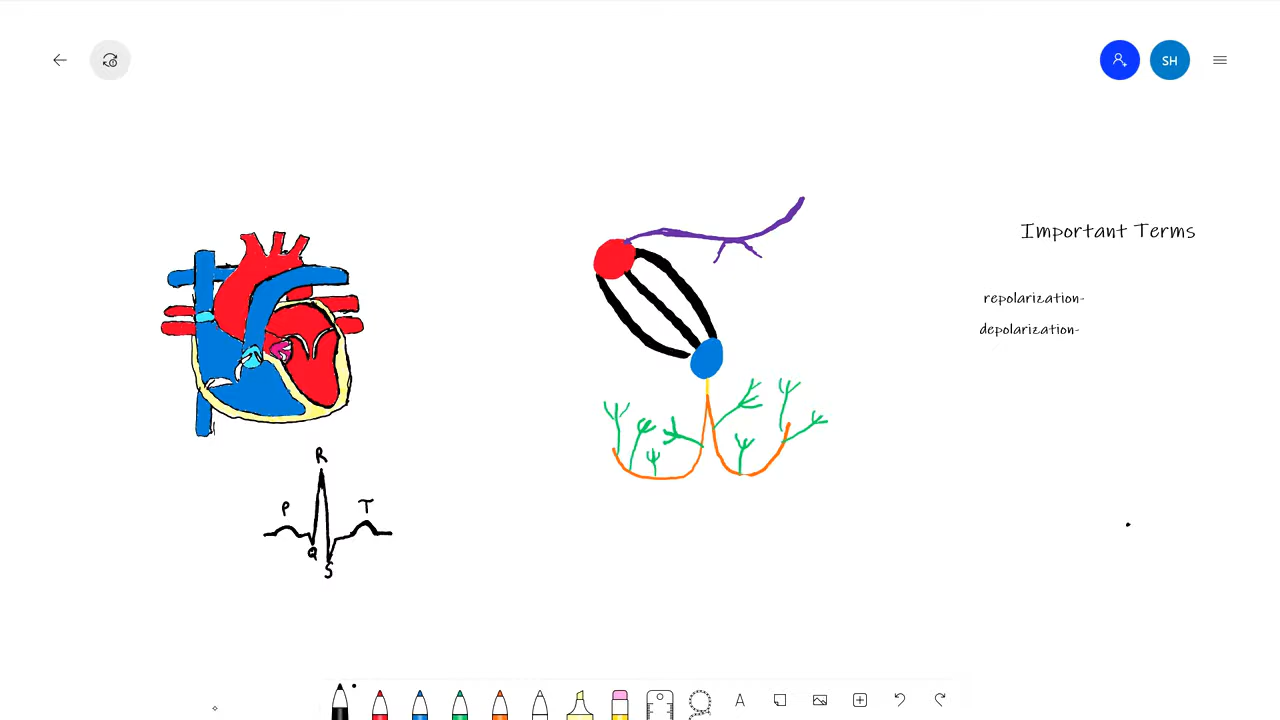 SH
Important Terms
repolarization-
depolarization-
R
P
T
Q
S
A